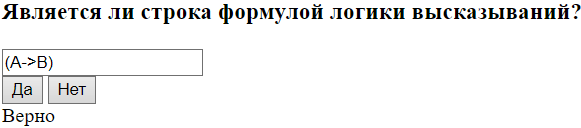 Является ли строка формулой логики высказываний?
(A->B)
Да Нет
Верно